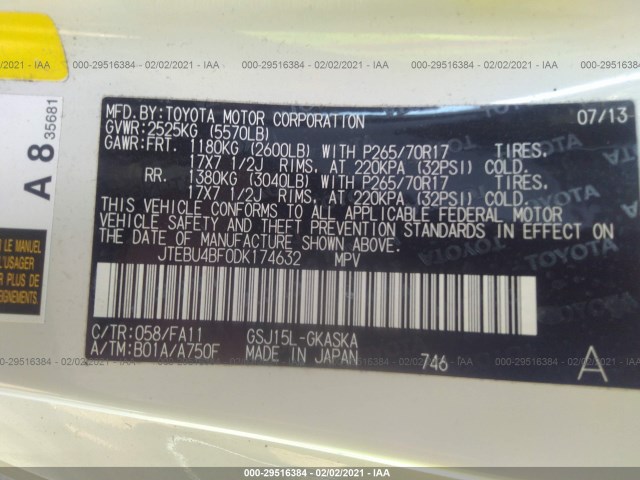 000-29516384 - 02/02/2021 - IAA
MFD.BY:TOYOTA MOTOR CORPORATION 07/13
GVWR:2525KG (5570LB)
GAWR:FRT. 1180KG (2600LB) WITH P265/70R17 TIRES,
17X7 1/2J RIMS, AT 220KPA (32PSI) COLD.
RR. 1380KG (3040LB) WITH P265/70R17 TIRES,
17X7 1/2J RIMS, AT 220KPA (32PSI) COLD.
THIS VEHICLE CONFORMS TO ALL APPLICABLE FEDERAL MOTOR
VEHICLE SAFETY AND THEFT PREVENTION STANDARDS IN EFFECT ON
THE DATE OF MANUFACTURE SHOWN ABOVE.
JTEBU4BF0DK174632 MPV
C/TR:058/FA11 GSJ15L-GKASKA
A/TM:B01A/A750F MADE IN JAPAN 746
A
A 8 35681
LE MANUEL
L'USAGER
DE
000-29516384 - 02/02/2021 - IAA